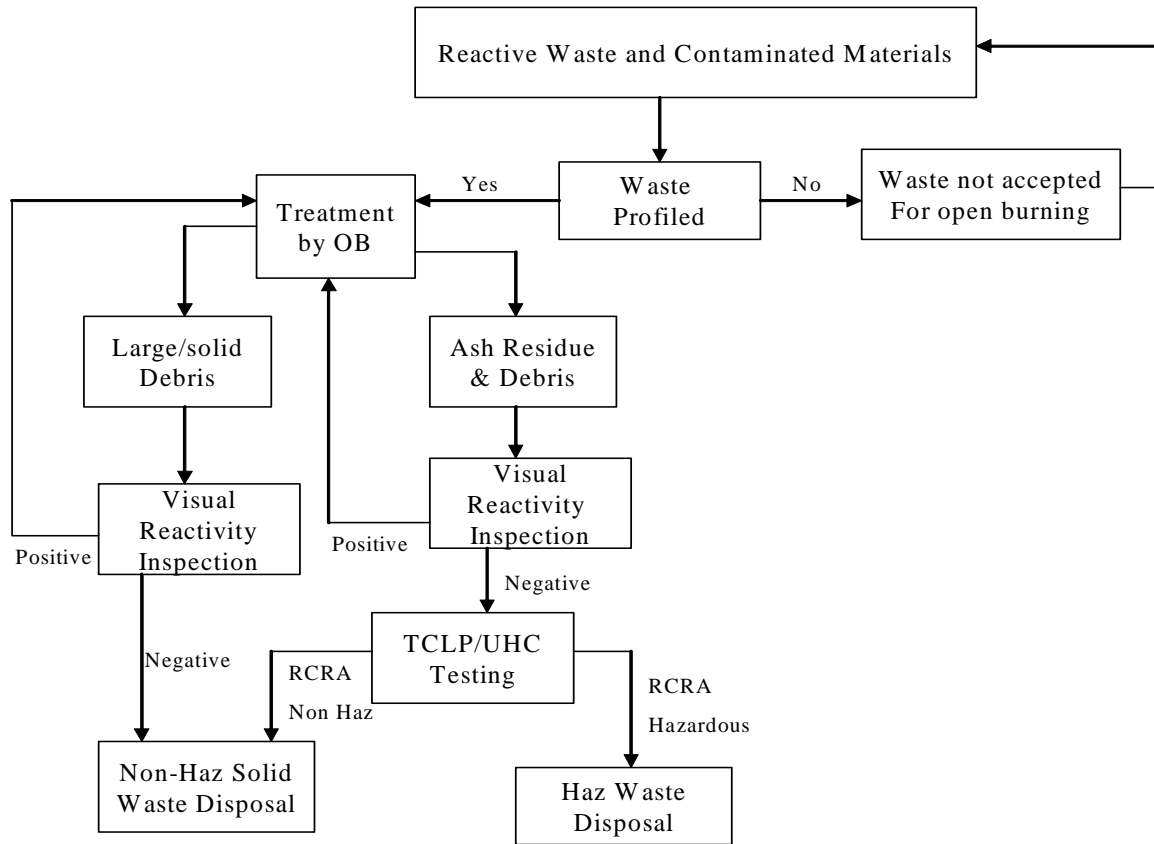 Reactive Waste and Contaminated Materials
Yes
Waste
Profiled
No
Waste not accepted
For open burning
Treatment
by OB
Large/solid
Debris
Ash Residue
& Debris
Visual
Reactivity
Inspection
Positive
Visual
Reactivity
Inspection
Positive
Negative
Negative
TCLP/UHC
Testing
RCRA
Non Haz
RCRA
Hazardous
Non-Haz Solid
Waste Disposal
Haz Waste
Disposal